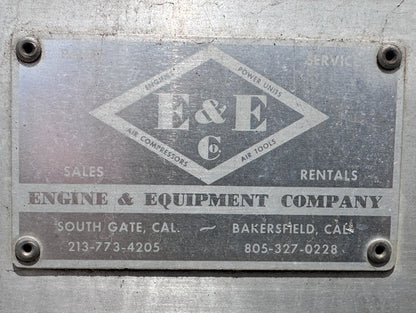 SERVICE
ENGINES
POWER UNITS
E & E
Co.
AIR COMPRESSORS
AIR TOOLS
SALES RENTALS
ENGINE & EQUIPMENT COMPANY
SOUTH GATE, CAL. ~ BAKERSFIELD, CAL.
213-773-4205 805-327-0228